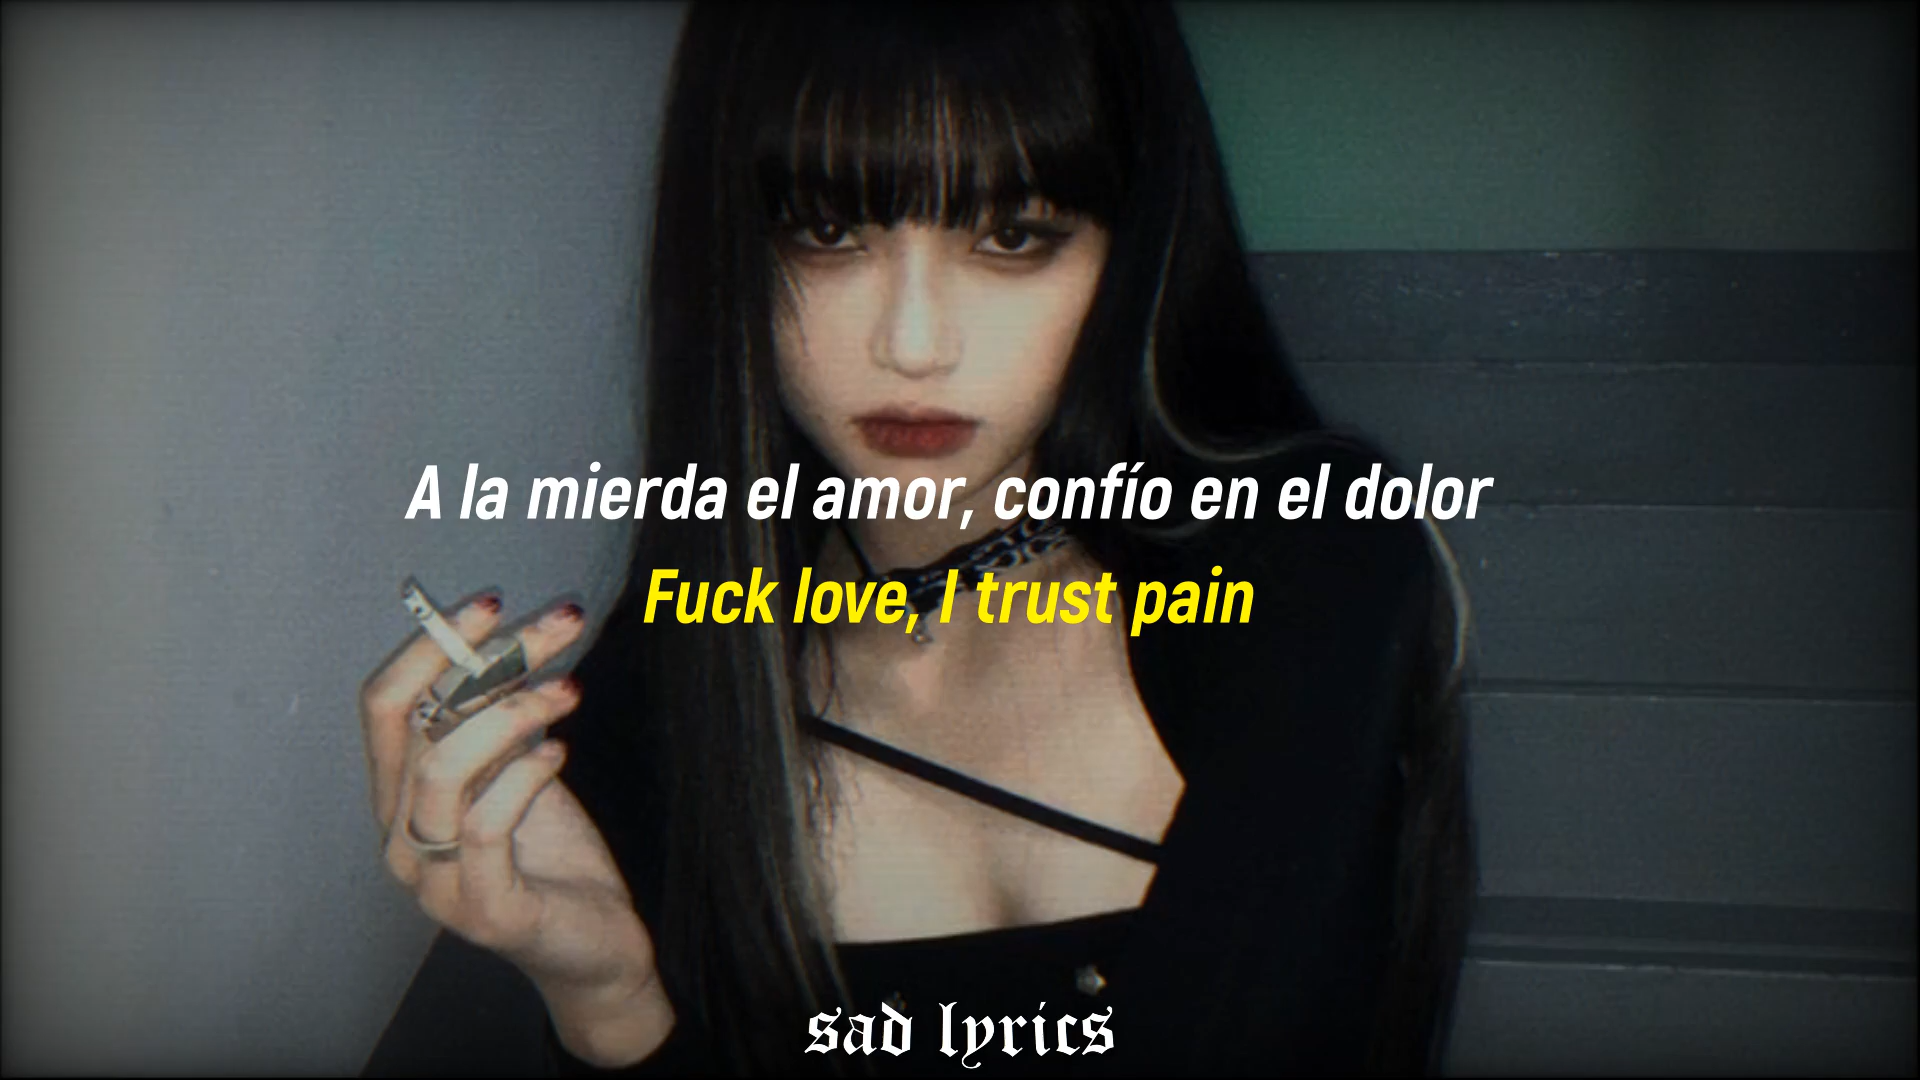 A la mierda el amor, confío en el dolor
Fuck love, I trust pain
sad lyrics